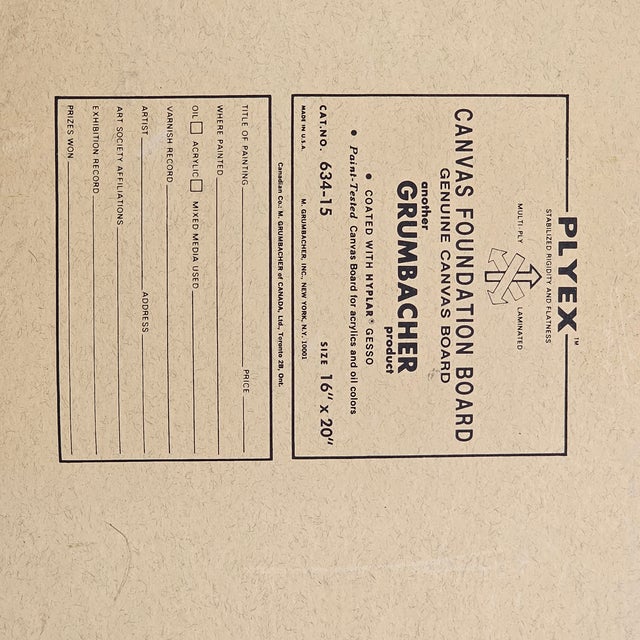 PLYEX™
STABILIZED RIGIDITY AND FLATNESS
MULTI-PLY LAMINATED
CANVAS FOUNDATION BOARD
GENUINE CANVAS BOARD
another
GRUMBACHER
product
• COATED WITH HYPLAR® GESSO
• Paint-Tested Canvas Board for acrylics and oil colors
CAT.NO. 634-15 SIZE 16" x 20"
MADE IN U.S.A. M. GRUMBACHER, INC., NEW YORK, N.Y. 10001
Canadian Co.: M. GRUMBACHER of CANADA, Ltd., Toronto 2B, Ont.
TITLE OF PAINTING PRICE
WHERE PAINTED
OIL ACRYLIC MIXED MEDIA USED
VARNISH RECORD
ARTIST ADDRESS
ART SOCIETY AFFILIATIONS
EXHIBITION RECORD
PRIZES WON